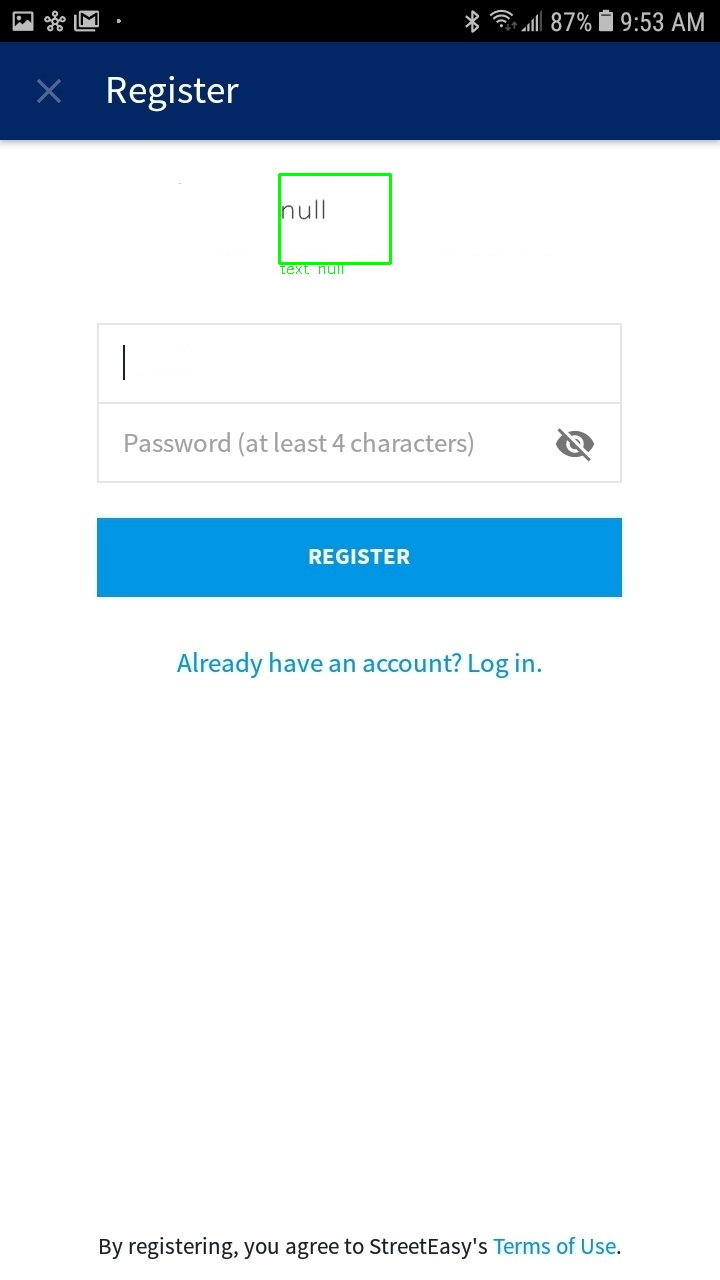 87% 9:53 AM
Register
null
text null
Password (at least 4 characters)
REGISTER
Already have an account? Log in.
By registering, you agree to StreetEasy's Terms of Use.